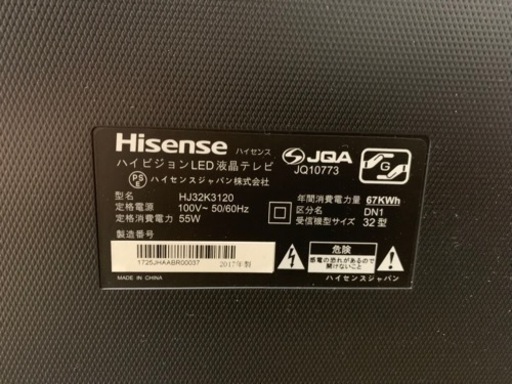 Hisense ハイセンス
ハイビジョンLED液晶テレビ
PSE ハイセンスジャパン株式会社
JQA
JQ10773
G
型名 HJ32K3120
定格電源 100V~ 50/60Hz
定格消費電力 55W
製造番号
年間消費電力量 67KWh
区分名 DN1
受信機型サイズ 32型
1725JHAABR00037 2017年製
MADE IN CHINA
危険
感電の恐れがあるので
開けないこと
ハイセンスジャパン